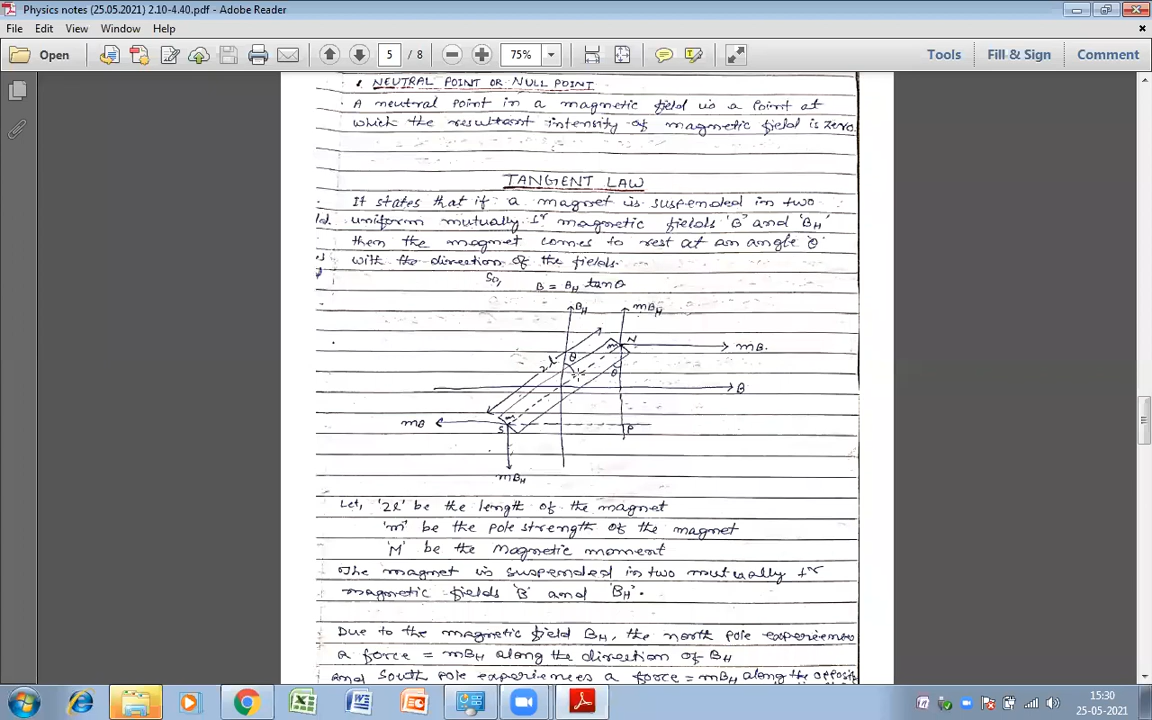 Physics notes (25.05.2021) 2.10-4.40.pdf - Adobe Reader
File Edit View Window Help
Open 5 / 8 75% Tools Fill & Sign Comment
NEUTRAL POINT OR NULL POINT
A neutral point in a magnetic field is a point at
which the resultant intensity of magnetic field is zero.
TANGENT LAW
It states that if a magnet is suspended in two
uniform mutually ⊥r magnetic fields 'B' and 'BH'
then the magnet comes to rest at an angle 'θ'
with the direction of the fields.
So,
B = BH tanθ
BH mBH
N
m mB.
2l θ
θ
B
m
mB S P
mBH
Let, '2l' be the length of the magnet
'm' be the pole strength of the magnet
'M' be the magnetic moment
The magnet is suspended in two mutually ⊥r
magnetic fields 'B' and 'BH'.
Due to the magnetic field BH, the north pole experiences
a force = mBH along the direction of BH
and South pole experiences a force = mBH along the
15:30
25-05-2021